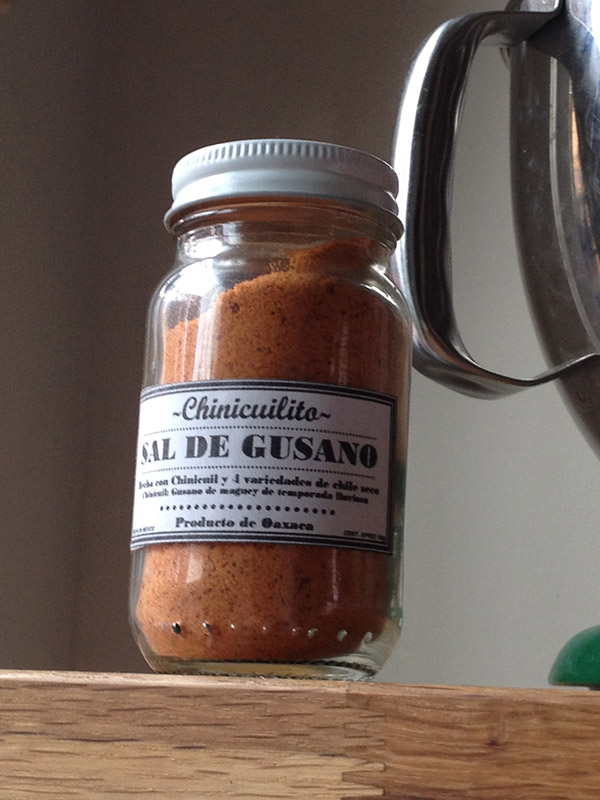 ~Chinicuilito~
SAL DE GUSANO
Hecha con Chinicuil y 4 variedades de chile seco
Chinicuil: Gusano de maguey de temporada lluviosa
Producto de Oaxaca